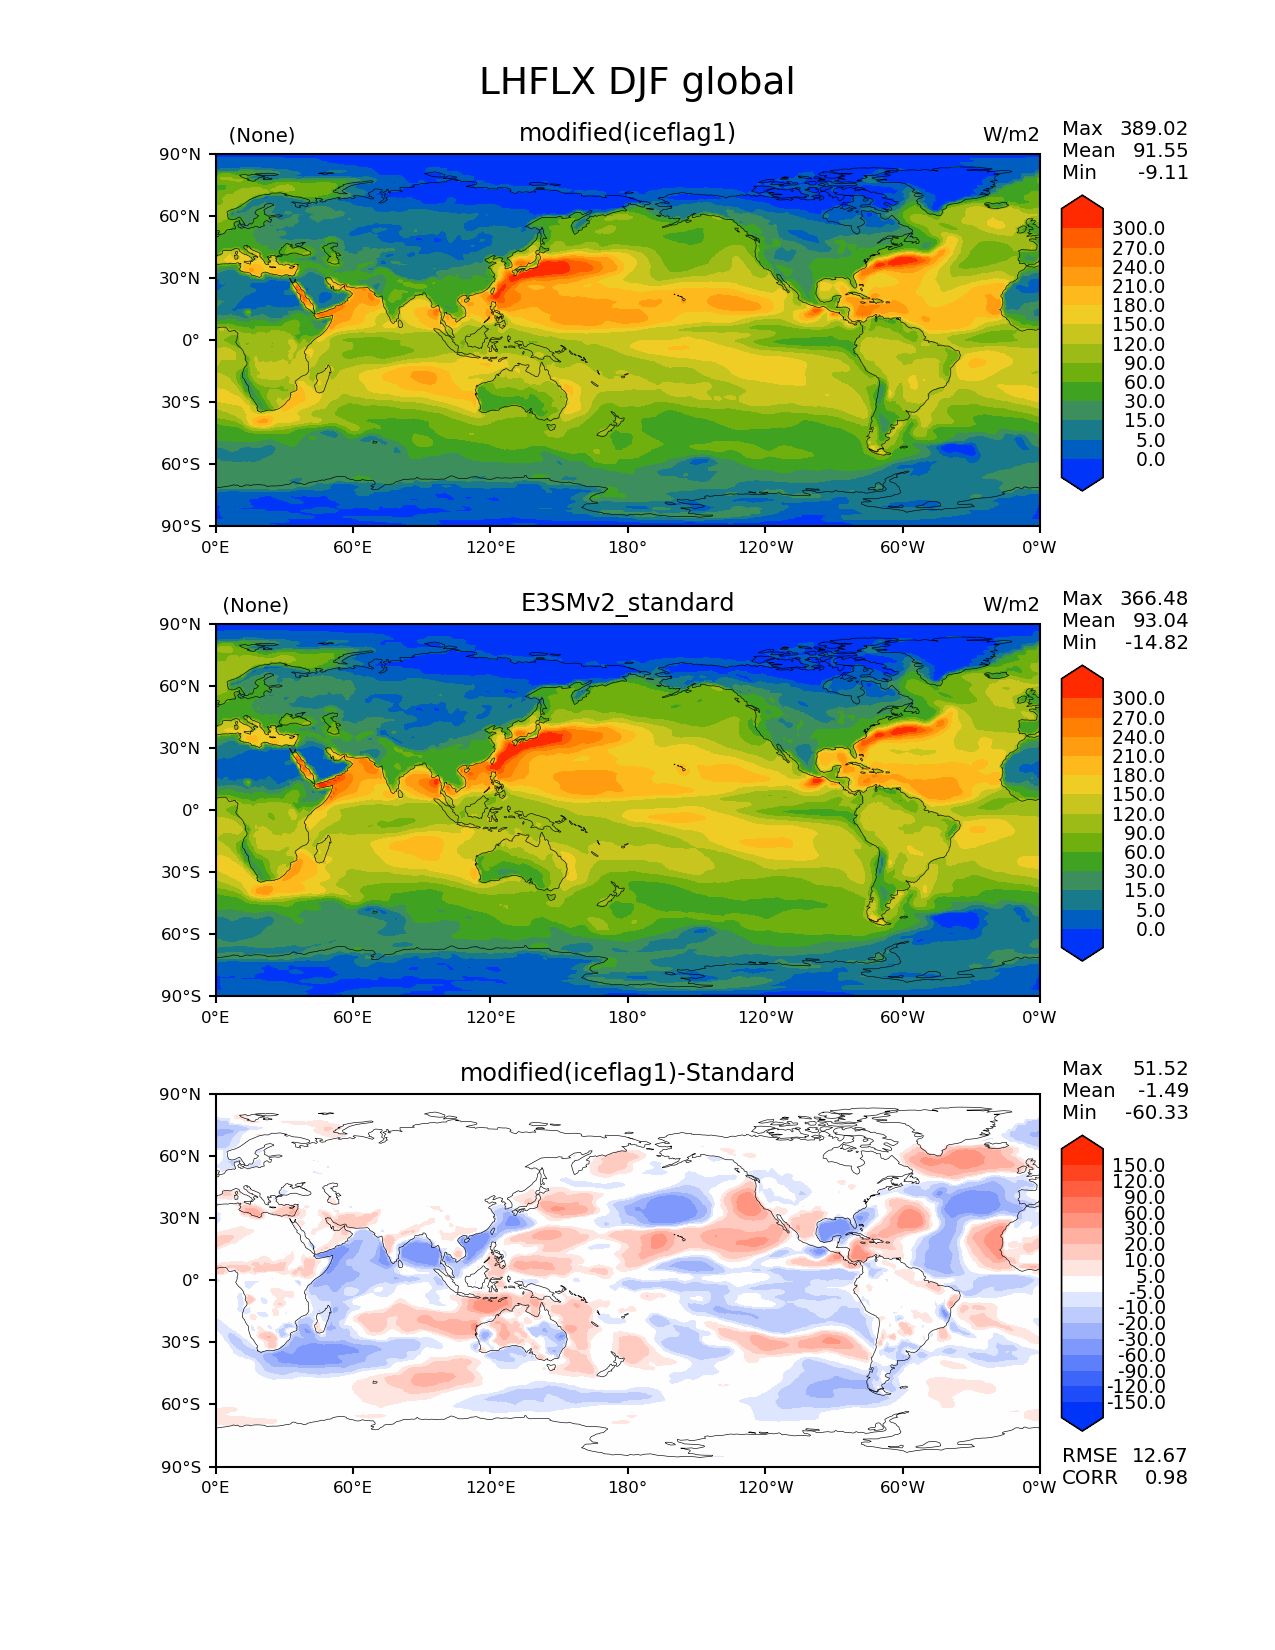 LHFLX DJF global
(None) modified(iceflag1) W/m2
Max 389.02
Mean 91.55
Min -9.11
90°N
60°N
30°N
0°
30°S
60°S
90°S
0°E 60°E 120°E 180° 120°W 60°W 0°W
300.0
270.0
240.0
210.0
180.0
150.0
120.0
90.0
60.0
30.0
15.0
5.0
0.0
(None) E3SMv2_standard W/m2
Max 366.48
Mean 93.04
Min -14.82
90°N
60°N
30°N
0°
30°S
60°S
90°S
0°E 60°E 120°E 180° 120°W 60°W 0°W
300.0
270.0
240.0
210.0
180.0
150.0
120.0
90.0
60.0
30.0
15.0
5.0
0.0
modified(iceflag1)-Standard
Max 51.52
Mean -1.49
Min -60.33
90°N
60°N
30°N
0°
30°S
60°S
90°S
0°E 60°E 120°E 180° 120°W 60°W 0°W
150.0
120.0
90.0
60.0
30.0
20.0
10.0
5.0
-5.0
-10.0
-20.0
-30.0
-60.0
-90.0
-120.0
-150.0
RMSE 12.67
CORR 0.98